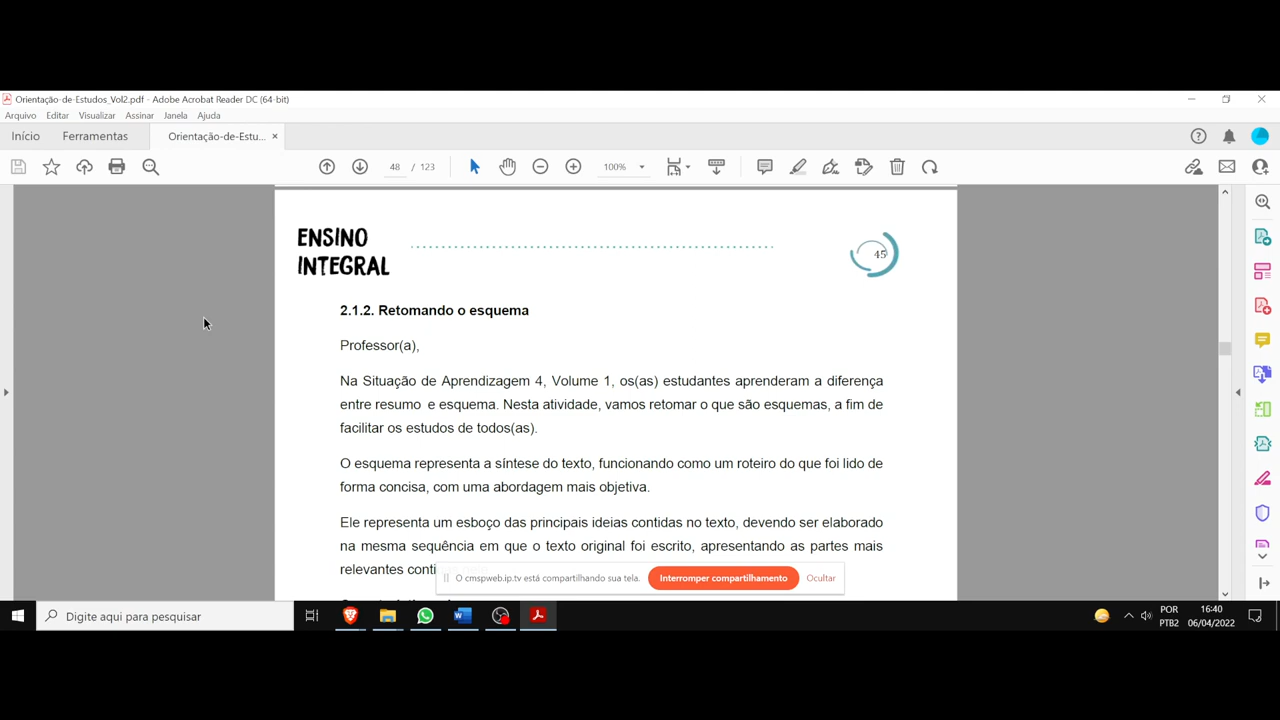 Orientação-de-Estudos_Vol2.pdf - Adobe Acrobat Reader DC (64-bit)
Arquivo Editar Visualizar Assinar Janela Ajuda
Início Ferramentas Orientação-de-Estu... ×
48 / 123 100%
ENSINO
INTEGRAL
45
2.1.2. Retomando o esquema
Professor(a),
Na Situação de Aprendizagem 4, Volume 1, os(as) estudantes aprenderam a diferença
entre resumo e esquema. Nesta atividade, vamos retomar o que são esquemas, a fim de
facilitar os estudos de todos(as).
O esquema representa a síntese do texto, funcionando como um roteiro do que foi lido de
forma concisa, com uma abordagem mais objetiva.
Ele representa um esboço das principais ideias contidas no texto, devendo ser elaborado
na mesma sequência em que o texto original foi escrito, apresentando as partes mais
relevantes conti
O cmspweb.ip.tv está compartilhando sua tela. Interromper compartilhamento Ocultar
Digite aqui para pesquisar
POR
PTB2
16:40
06/04/2022